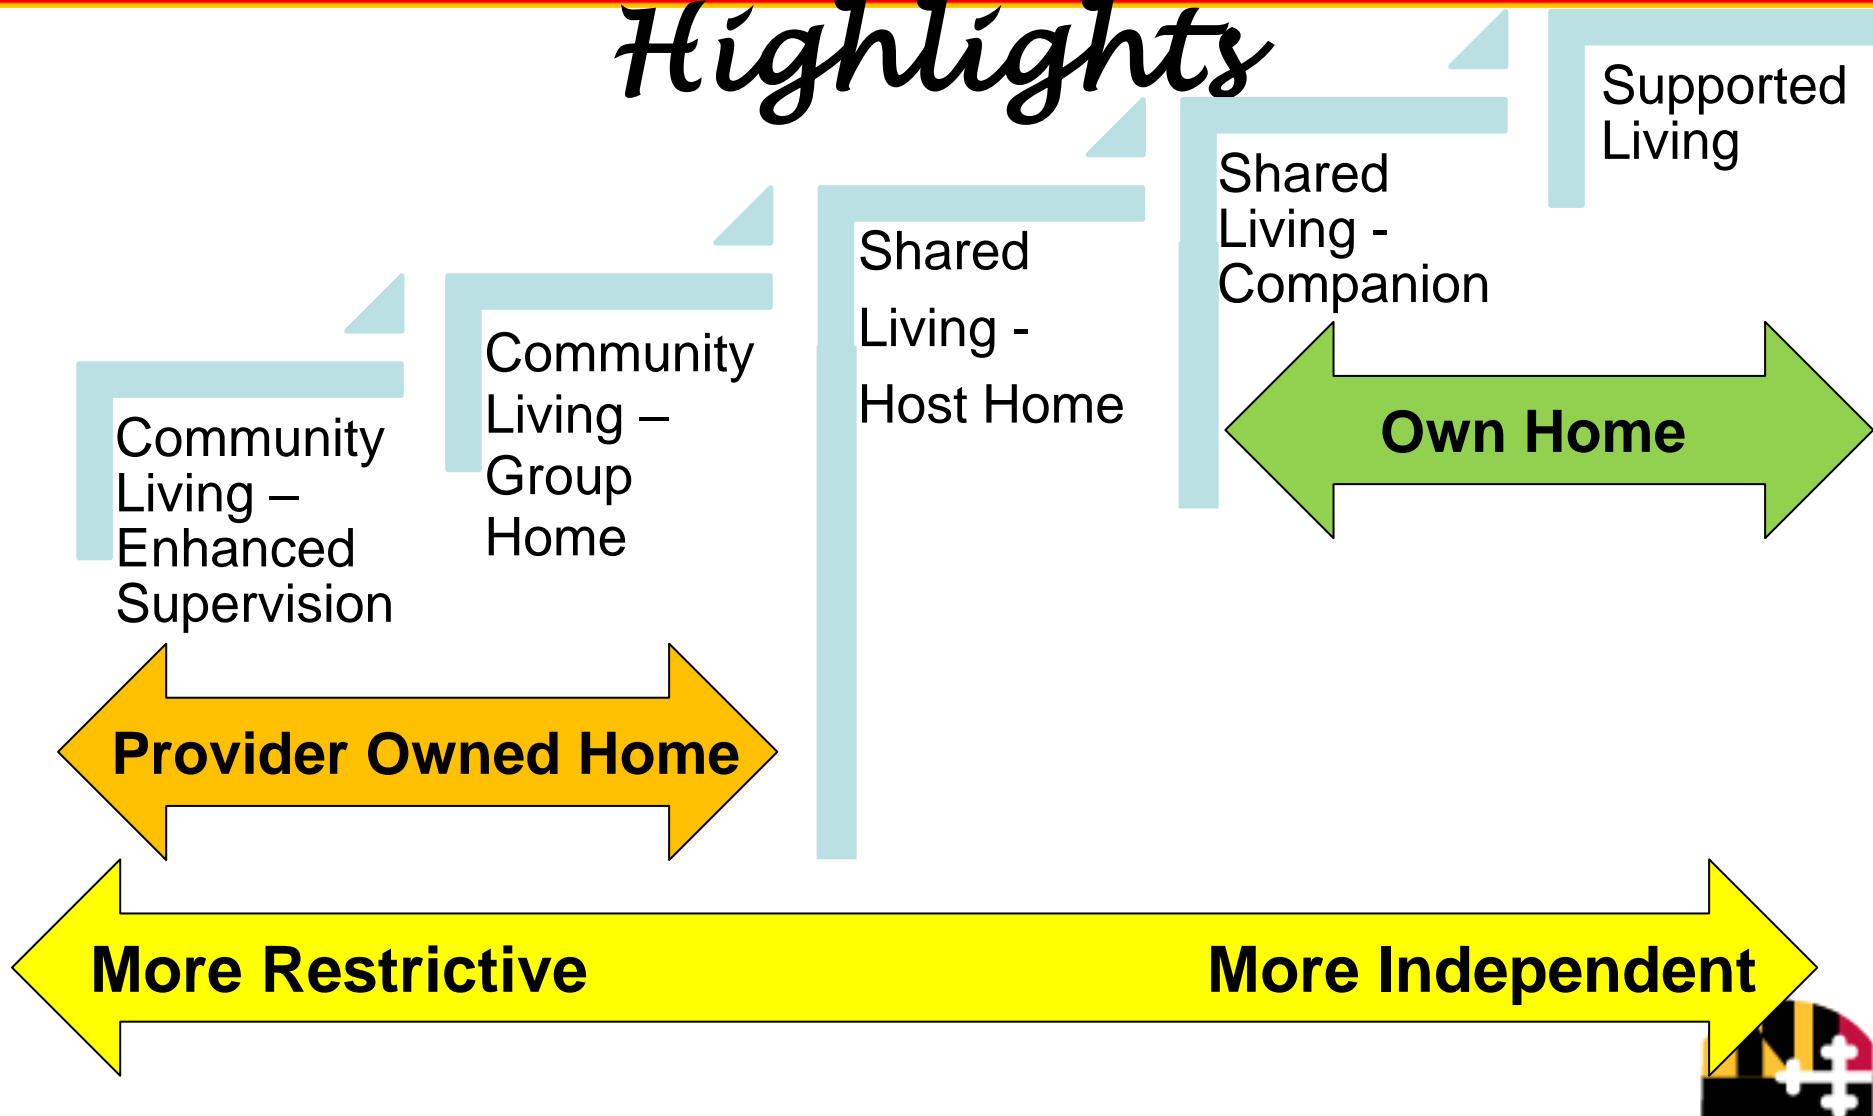 Highlights
Community
Living –
Enhanced
Supervision
Community
Living –
Group
Home
Shared
Living -
Host Home
Shared
Living -
Companion
Supported
Living
Own Home
Provider Owned Home
More Restrictive
More Independent